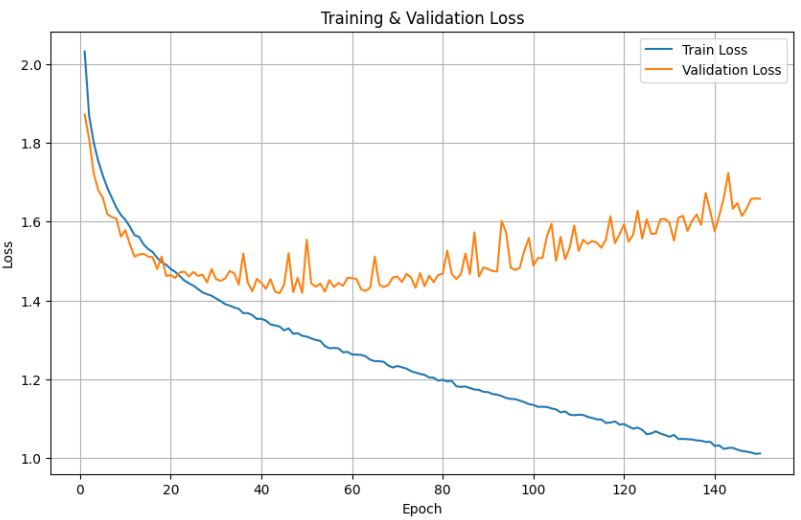 Training & Validation Loss
Train Loss
Validation Loss
2.0
1.8
1.6
1.4
1.2
1.0
Loss
0 20 40 60 80 100 120 140
Epoch